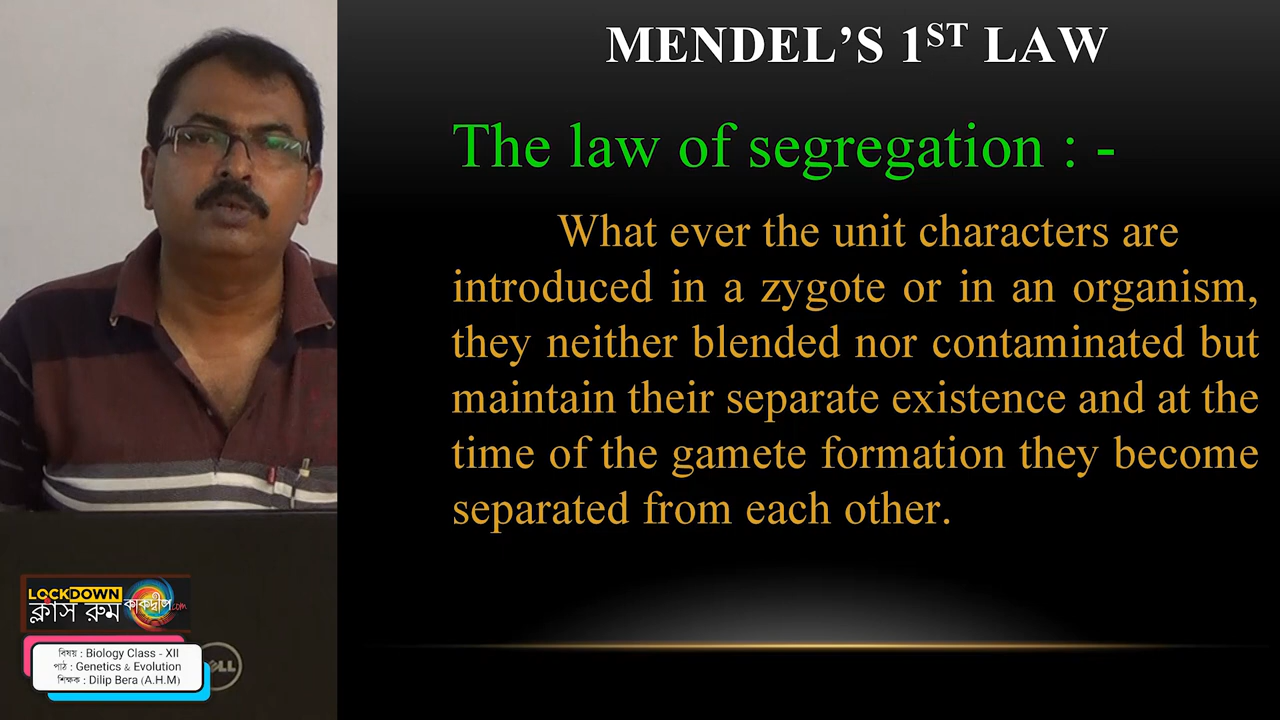 MENDEL’S 1ST LAW
The law of segregation : -
What ever the unit characters are
introduced in a zygote or in an organism,
they neither blended nor contaminated but
maintain their separate existence and at the
time of the gamete formation they become
separated from each other.
LOCKDOWN
ক্লাস রুম কাকদ্বীপ.com
বিষয় : Biology Class - XII
পাঠ : Genetics & Evolution
শিক্ষক : Dilip Bera (A.H.M)
DELL